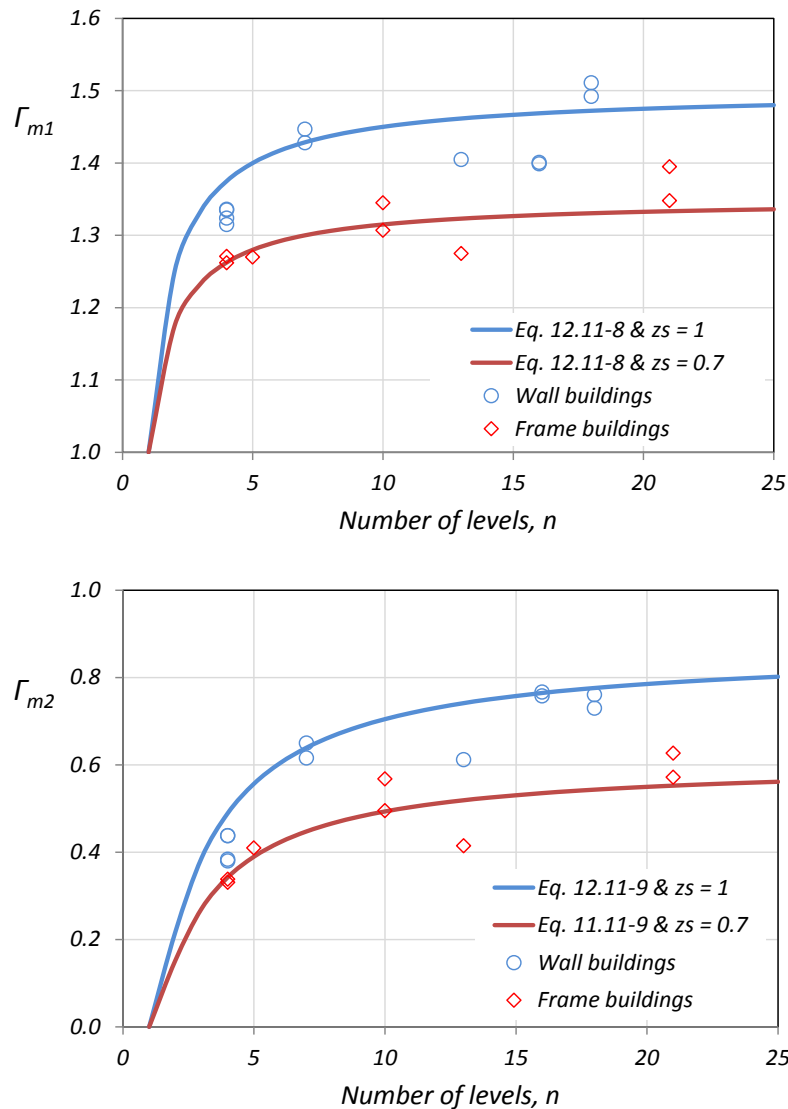 1.6
1.5
Γm1
1.4
1.3
1.2
1.1
1.0
Eq. 12.11-8 & zs = 1
Eq. 12.11-8 & zs = 0.7
Wall buildings
Frame buildings
0 5 10 15 20 25
Number of levels, n
1.0
0.8
Γm2
0.6
0.4
0.2
0.0
Eq. 12.11-9 & zs = 1
Eq. 11.11-9 & zs = 0.7
Wall buildings
Frame buildings
0 5 10 15 20 25
Number of levels, n